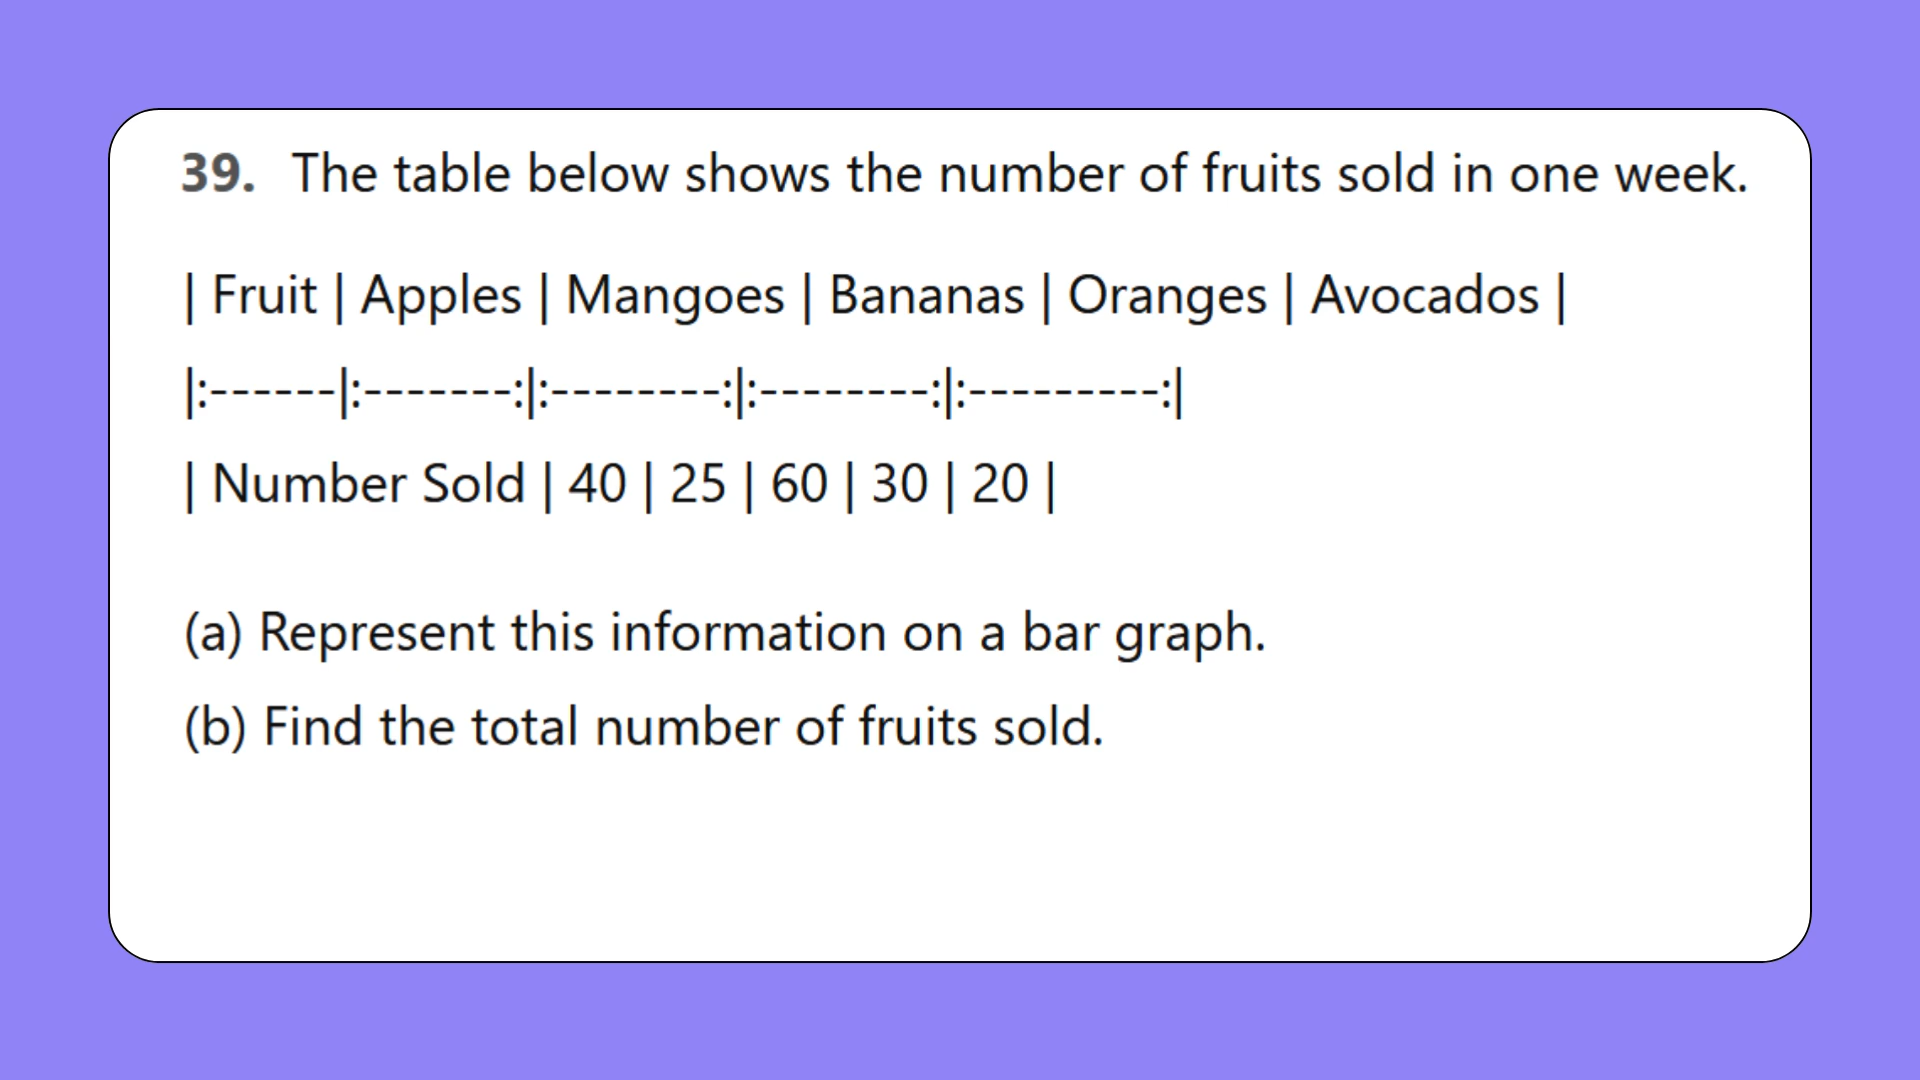 39. The table below shows the number of fruits sold in one week.
| Fruit | Apples | Mangoes | Bananas | Oranges | Avocados |
|:------|:-------:|:--------:|:--------:|:---------:|
| Number Sold | 40 | 25 | 60 | 30 | 20 |
(a) Represent this information on a bar graph.
(b) Find the total number of fruits sold.